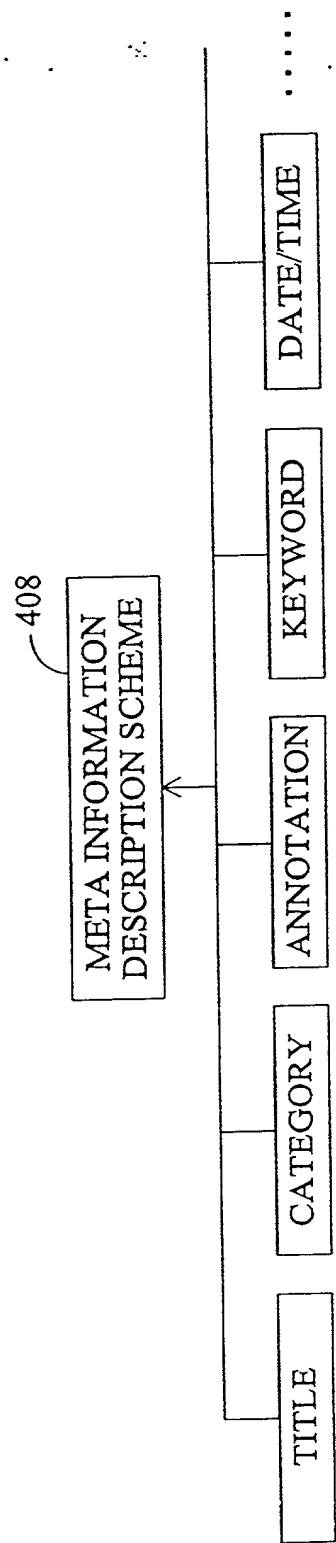 408
META INFORMATION
DESCRIPTION SCHEME
TITLE
CATEGORY
ANNOTATION
KEYWORD
DATE/TIME
.....